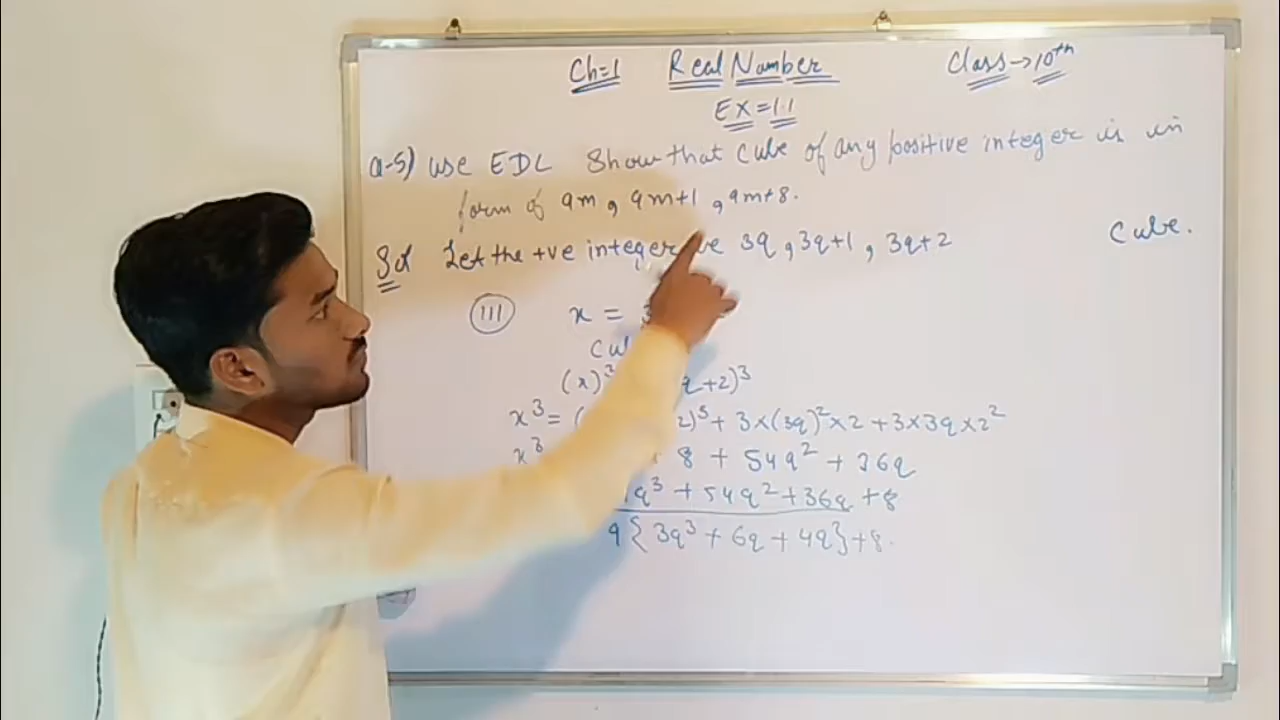 Ch=1 Real Number Class→10th
EX=1.1
Q-5) use EDL Show that cube of any positive integer is in
form of 9m, 9m+1, 9m+8.
Sol Let the +ve integer 3q, 3q+1, 3q+2
cube.
(III) x =
(x)³ q+2)³
x³= ( 2)³ + 3×(3q)²×2 + 3×3q×2²
x³ 8 + 54q² + 36q
q³ + 54q² + 36q + 8
9{3q³ + 6q + 4q}+8.